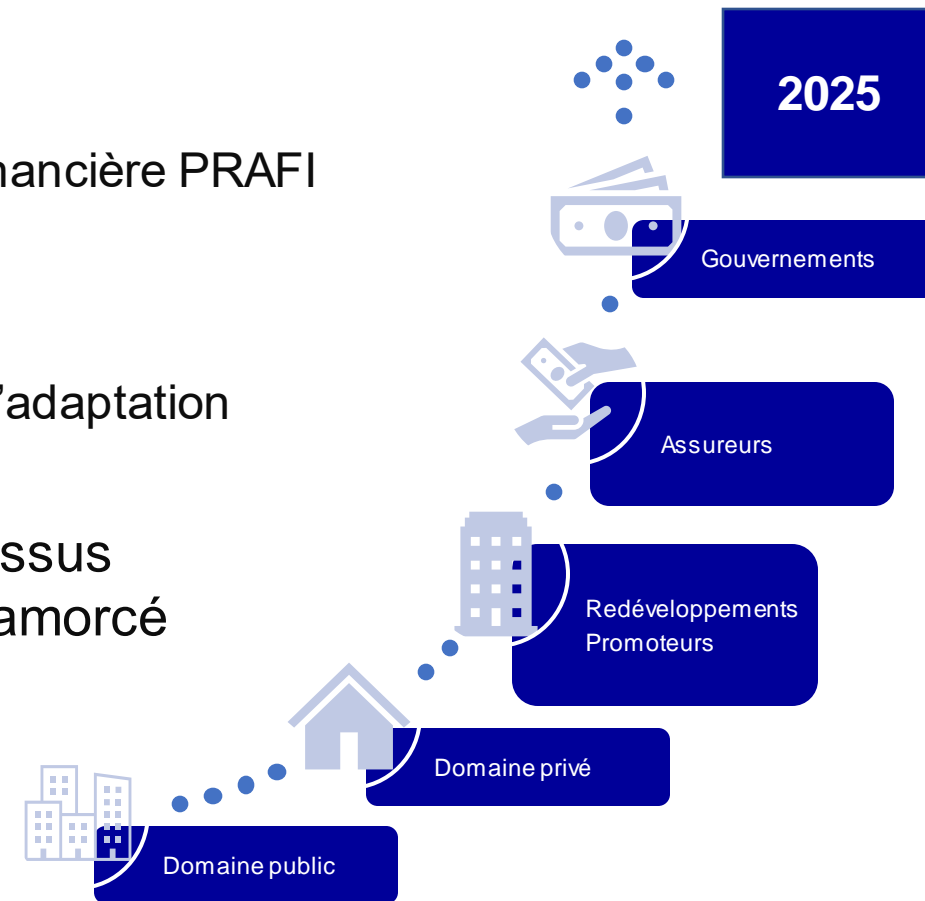 2025
nancière PRAFI
Gouvernements
'adaptation
Assureurs
ssus
amorcé
Redéveloppements
Promoteurs
Domaine privé
Domaine public